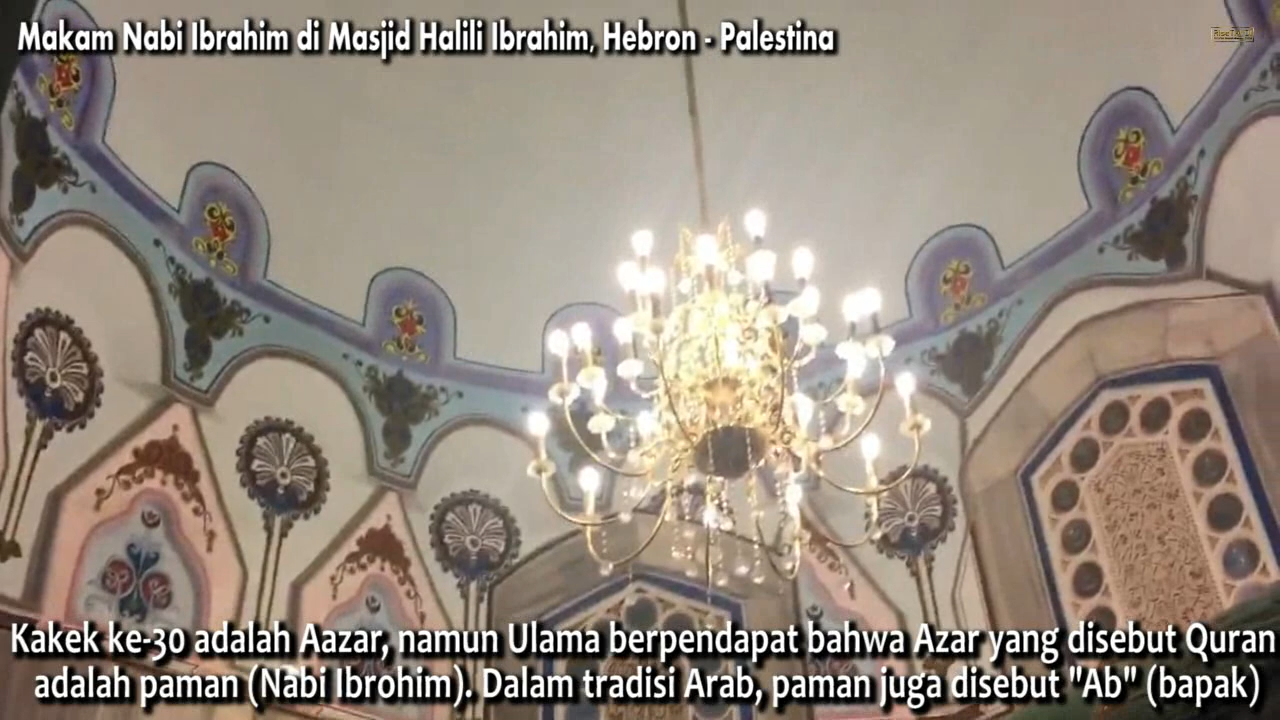 Makam Nabi Ibrahim di Masjid Halili Ibrahim, Hebron - Palestina
Kakek ke-30 adalah Aazar, namun Ulama berpendapat bahwa Azar yang disebut Quran
adalah paman (Nabi Ibrohim). Dalam tradisi Arab, paman juga disebut "Ab" (bapak)